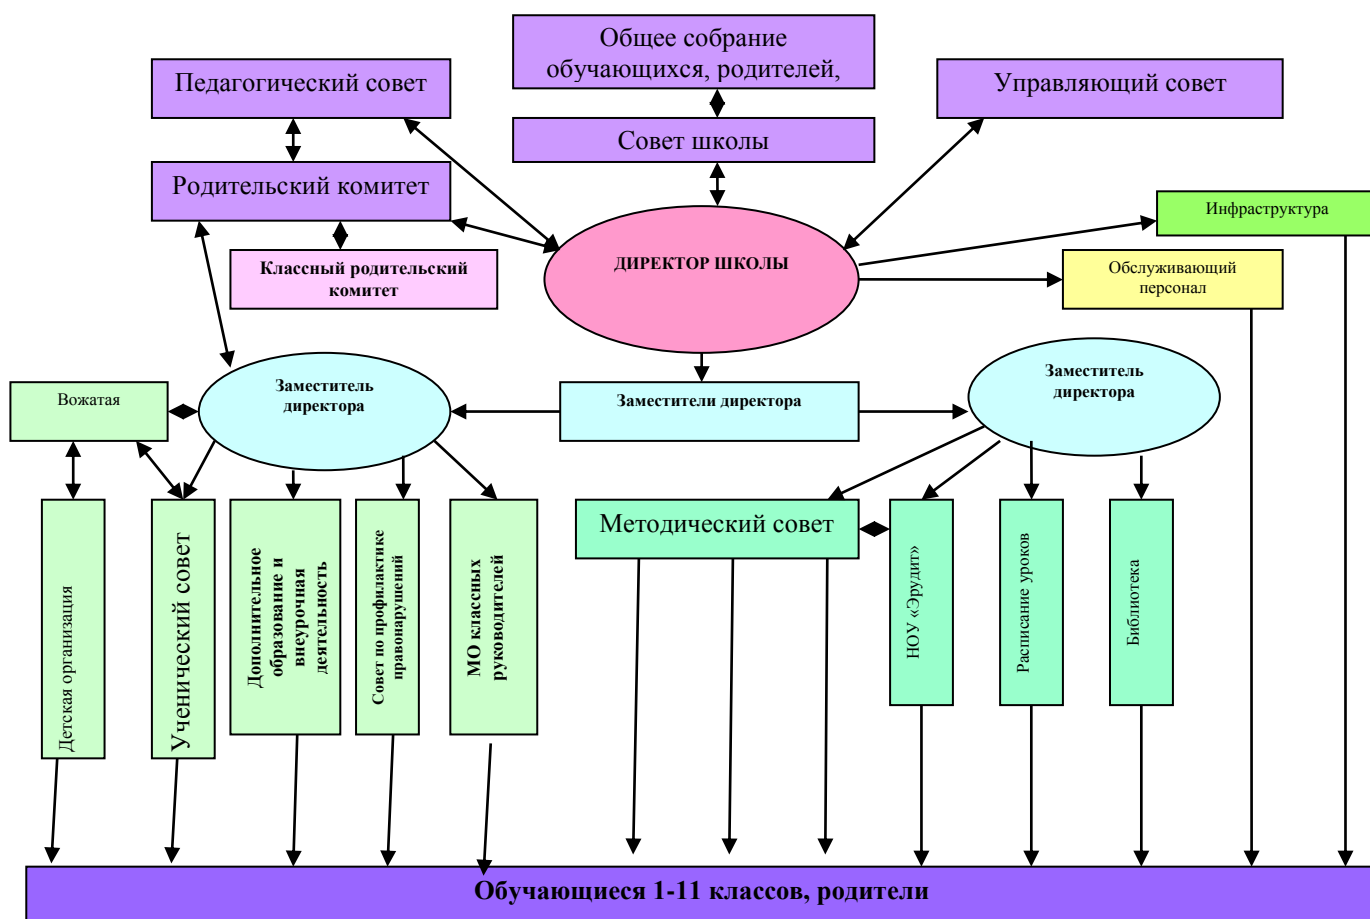 Общее собрание
обучающихся, родителей,
Педагогический совет
Управляющий совет
Совет школы
Родительский комитет
Инфраструктура
Классный родительский
комитет
ДИРЕКТОР ШКОЛЫ
Обслуживающий
персонал
Вожатая
Заместитель
директора
Заместители директора
Заместитель
директора
Детская организация
Ученический совет
Дополнительное
образование и
внеурочная
деятельность
Совет по профилактике
правонарушений
МО классных
руководителей
Методический совет
НОУ «Эрудит»
Расписание уроков
Библиотека
Обучающиеся 1-11 классов, родители